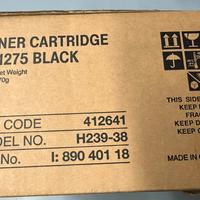 NER CARTRIDGE
1275 BLACK
et Weight
70g
CODE 412641
DEL NO. H239-38
No. I: 890 401 18
THIS SIDE
KEEP
FRAG
KEEP D
KEEP A
MADE IN